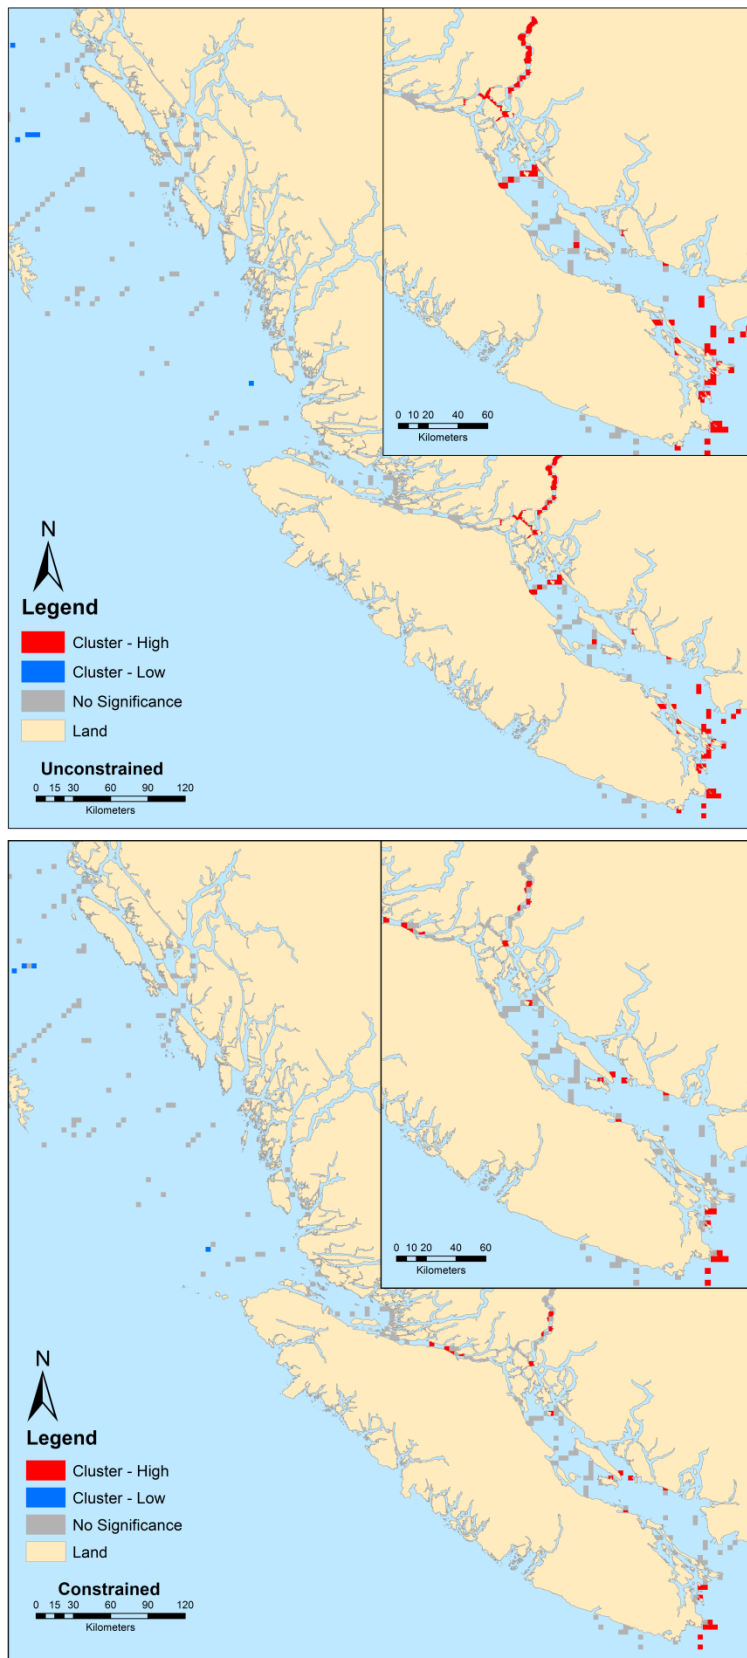 0 10 20 40 60
Kilometers
N
Legend
Cluster - High
Cluster - Low
No Significance
Land
Unconstrained
0 15 30 60 90 120
Kilometers
0 10 20 40 60
Kilometers
N
Legend
Cluster - High
Cluster - Low
No Significance
Land
Constrained
0 15 30 60 90 120
Kilometers